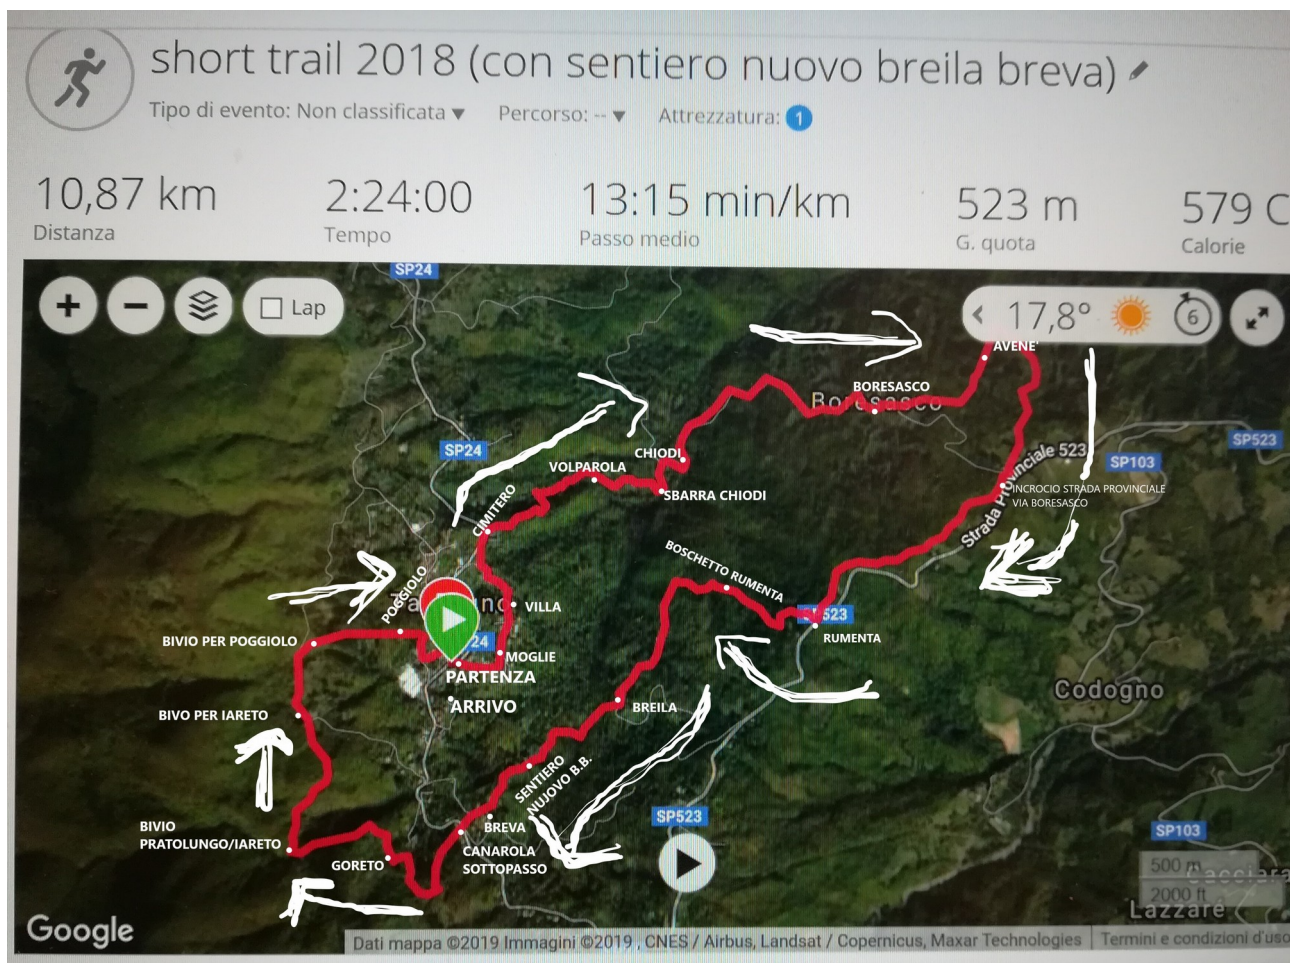 short trail 2018 (con sentiero nuovo breila breva)
Tipo di evento: Non classificata
Percorso: --
Attrezzatura: 1
10,87 km
Distanza
2:24:00
Tempo
13:15 min/km
Passo medio
523 m
G. quota
579 C
Calorie
SP24
+
−
Lap
17,8°
6
AVENE'
BORESASCO
Boresasco
SP24
CHIODI
VOLPAROLA
SBARRA CHIODI
CIMITERO
SP523
SP103
Strada Provinciale 523
INCROCIO STRADA PROVINCIALE
VIA BORESASCO
BOSCHETTO RUMENTA
POGGIOLO
VILLA
SP523
RUMENTA
BIVIO PER POGGIOLO
24
MOGLIE
PARTENZA
ARRIVO
Codogno
BIVO PER IARETO
BREILA
SENTIERO
NUJOVO B.B.
SP523
BREVA
BIVIO
PRATOLUNGO/IARETO
CANAROLA
SOTTOPASSO
GORETO
SP103
500 m
2000 ft
Lazzare
Google
Dati mappa ©2019 Immagini ©2019 , CNES / Airbus, Landsat / Copernicus, Maxar Technologies
Termini e condizioni d'uso